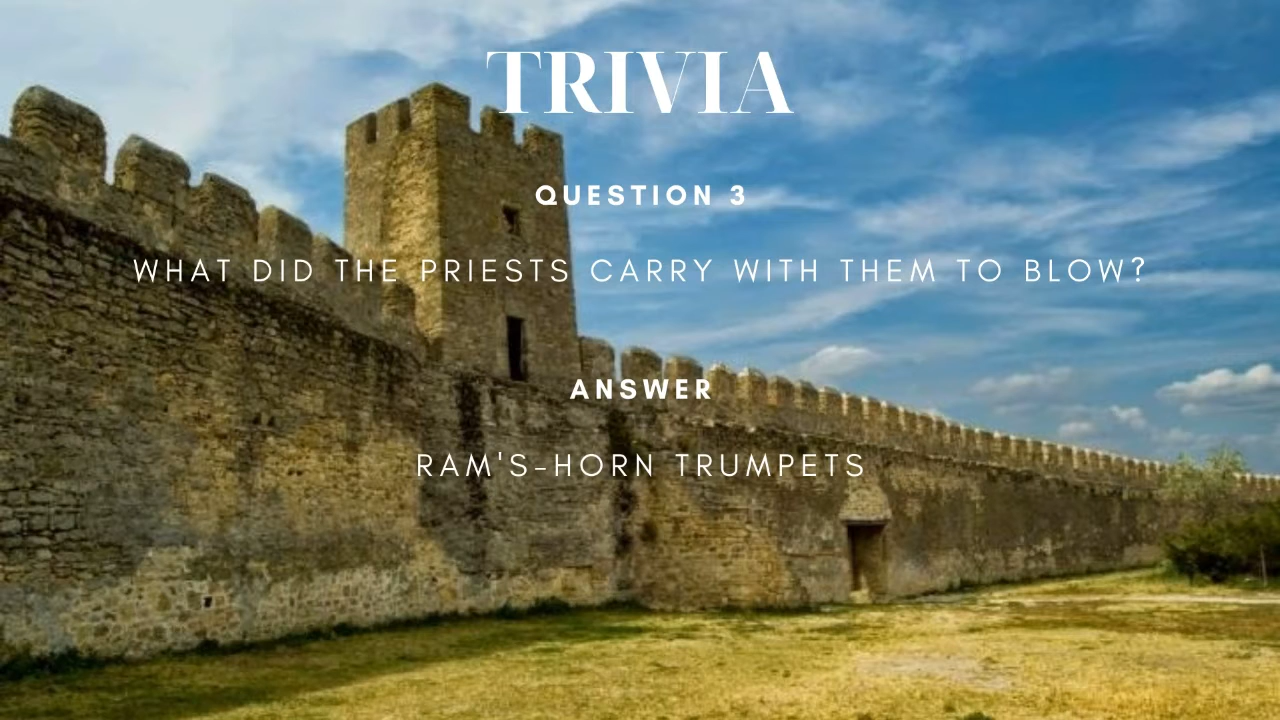 TRIVIA
QUESTION 3
WHAT DID THE PRIESTS CARRY WITH THEM TO BLOW?
ANSWER
RAM'S-HORN TRUMPETS